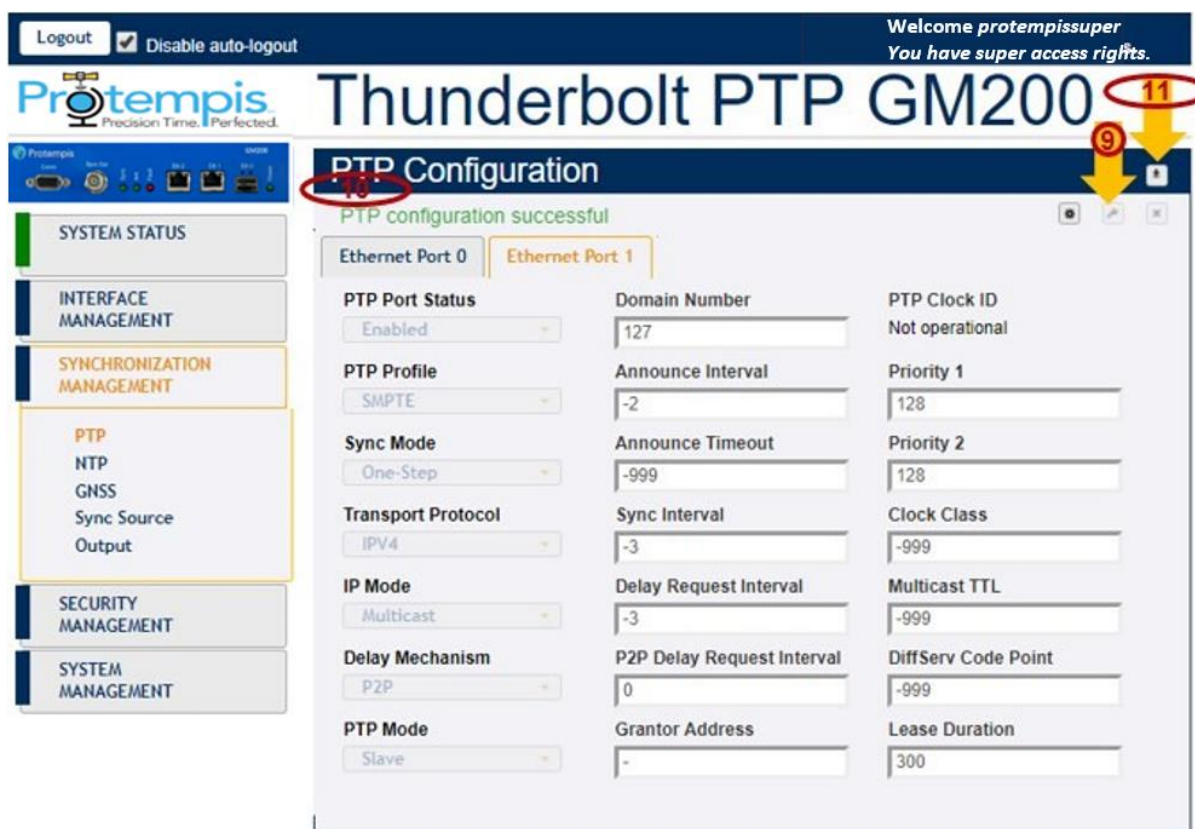 Logout
Disable auto-logout
Welcome protempissuper
You have super access rights.
Protempis
Precision Time. Perfected.
Thunderbolt PTP GM200
11
9
Protempis
GM200
PTP Configuration
10
PTP configuration successful
SYSTEM STATUS
INTERFACE
MANAGEMENT
SYNCHRONIZATION
MANAGEMENT
PTP
NTP
GNSS
Sync Source
Output
SECURITY
MANAGEMENT
SYSTEM
MANAGEMENT
Ethernet Port 0
Ethernet Port 1
PTP Port Status
Enabled
Domain Number
127
PTP Clock ID
Not operational
PTP Profile
SMPTE
Announce Interval
-2
Priority 1
128
Sync Mode
One-Step
Announce Timeout
-999
Priority 2
128
Transport Protocol
IPV4
Sync Interval
-3
Clock Class
-999
IP Mode
Multicast
Delay Request Interval
-3
Multicast TTL
-999
Delay Mechanism
P2P
P2P Delay Request Interval
0
DiffServ Code Point
-999
PTP Mode
Slave
Grantor Address
-
Lease Duration
300